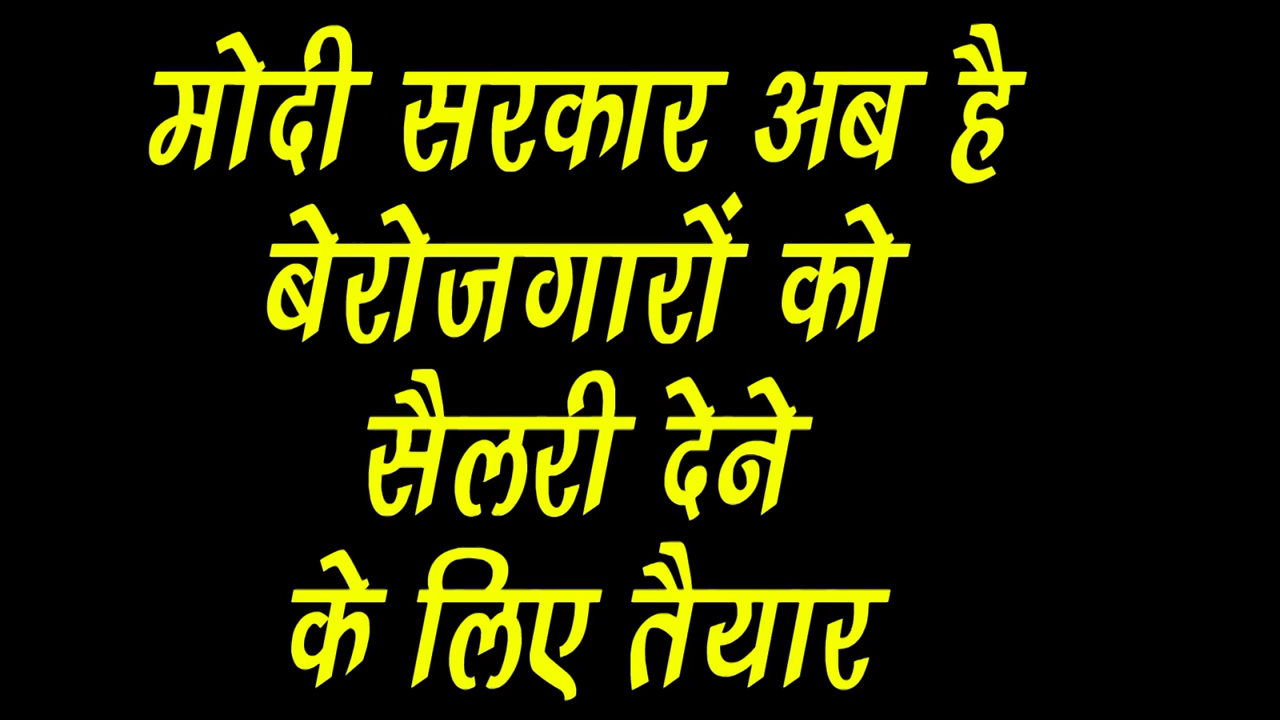 मोदी सरकार अब है
बेरोजगारों को
सैलरी देने
के लिए तैयार